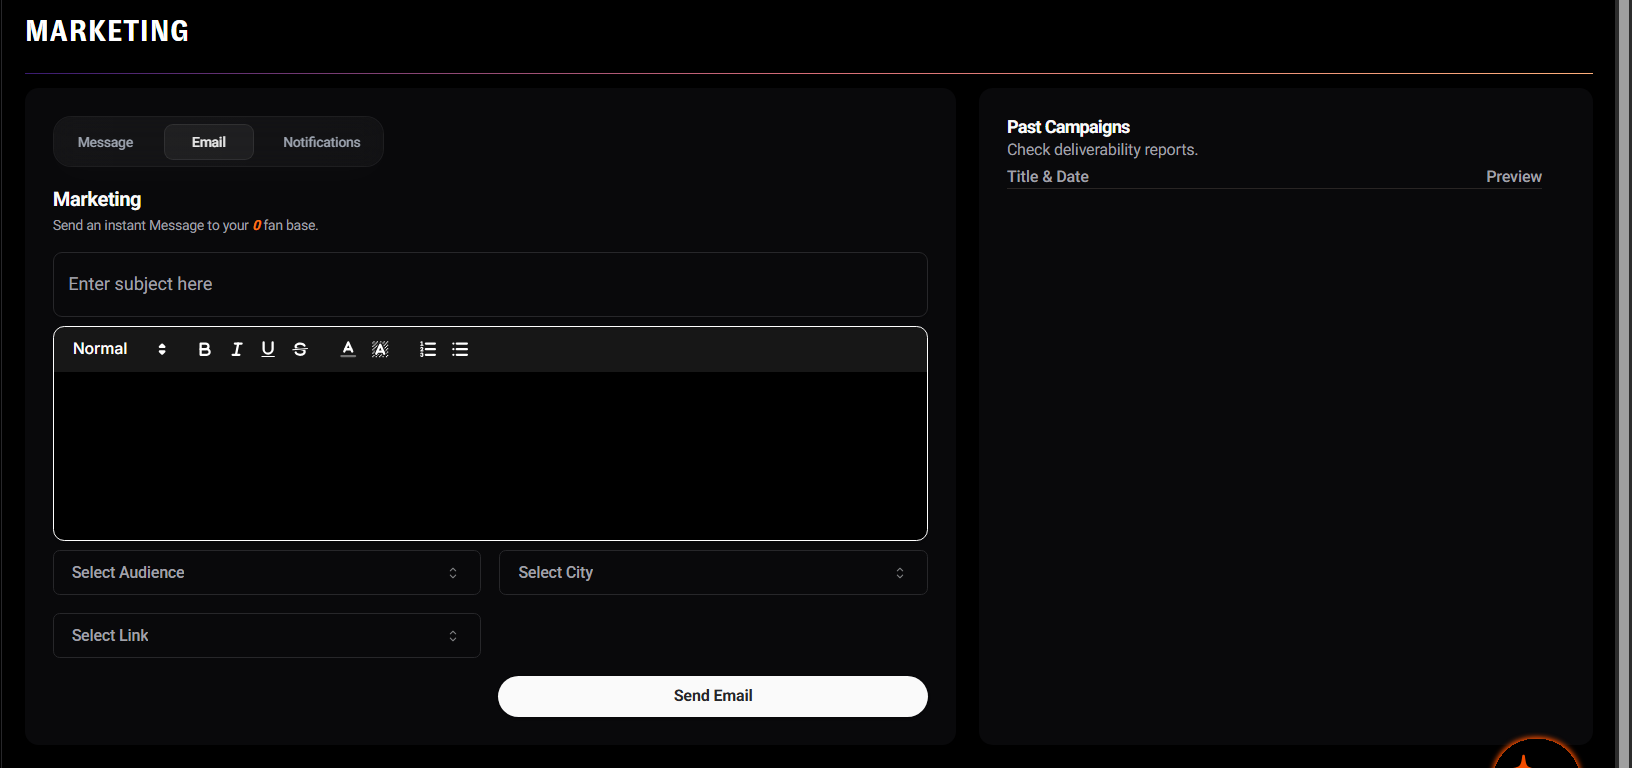 MARKETING
Message
Email
Notifications
Marketing
Send an instant Message to your 0 fan base.
Enter subject here
Normal
B I U S A A
Select Audience
Select City
Select Link
Send Email
Past Campaigns
Check deliverability reports.
Title & Date
Preview